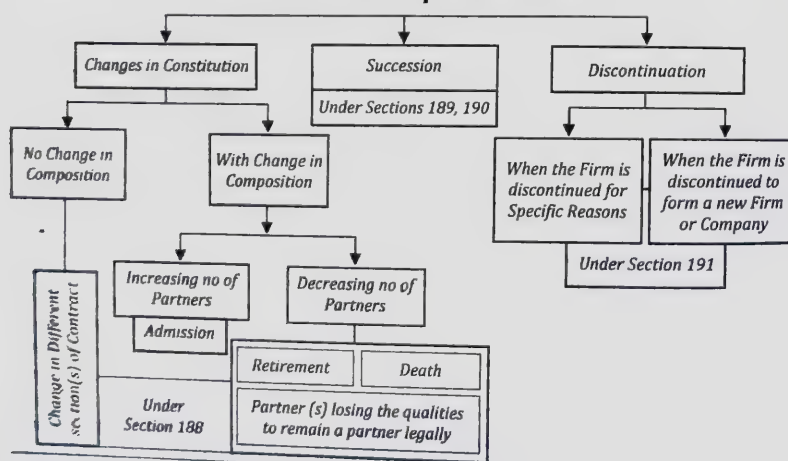 Changes in Constitution
Succession
Under Sections 189, 190
Discontinuation
No Change in
Composition
With Change in
Composition
When the Firm is
discontinued for
Specific Reasons
When the Firm is
discontinued to
form a new Firm
or Company
Under Section 191
Increasing no of
Partners
Admission
Decreasing no of
Partners
Change in Different
section(s) of Contract
Under
Section 188
Retirement
Death
Partner (s) losing the qualities
to remain a partner legally